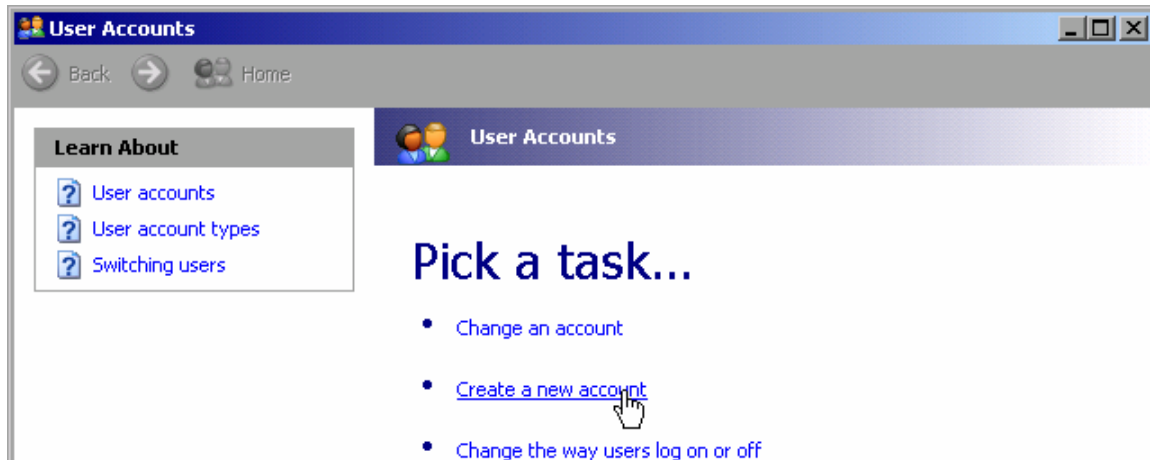 User Accounts
Back Home
Learn About
User accounts
User account types
Switching users
User Accounts
Pick a task...
Change an account
Create a new account
Change the way users log on or off